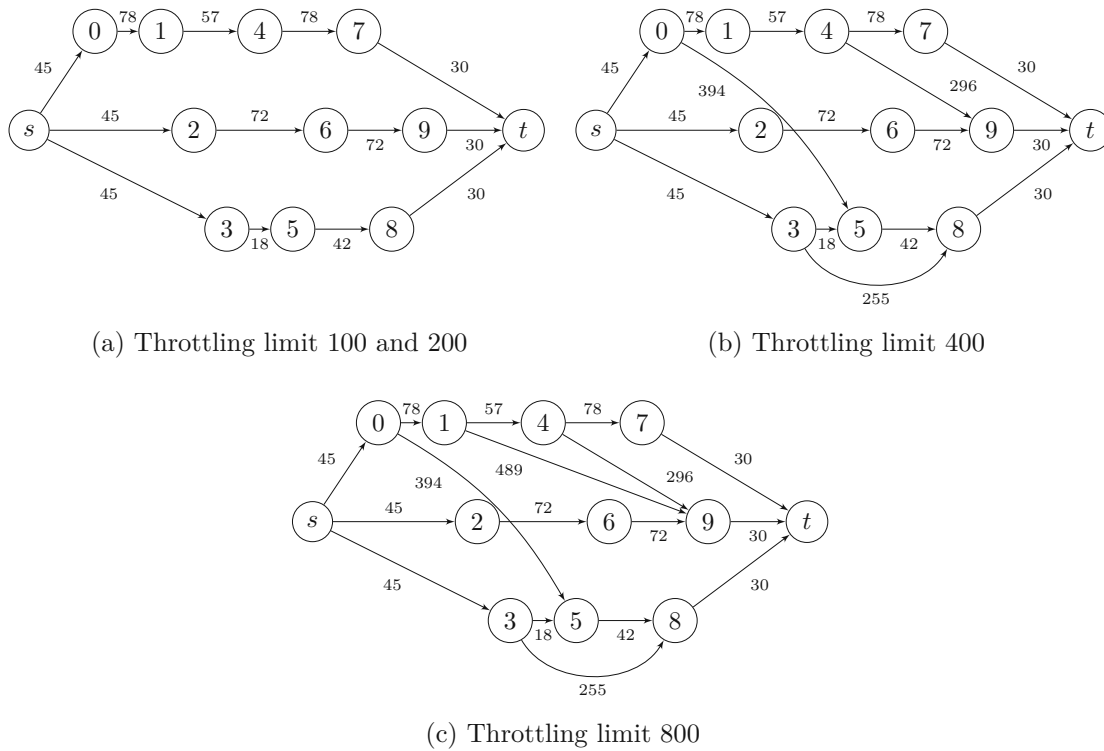 78 57 78
0 1 4 7
45 30
s 45 2 72 6 72 9 30 t
45 30
3 18 5 42 8
(a) Throttling limit 100 and 200
78 57 78
0 1 4 7
45 394 296 30
s 45 2 72 6 72 9 30 t
45 30
3 18 5 42 8
255
(b) Throttling limit 400
78 57 78
0 1 4 7
45 394 489 296 30
s 45 2 72 6 72 9 30 t
45 30
3 18 5 42 8
255
(c) Throttling limit 800